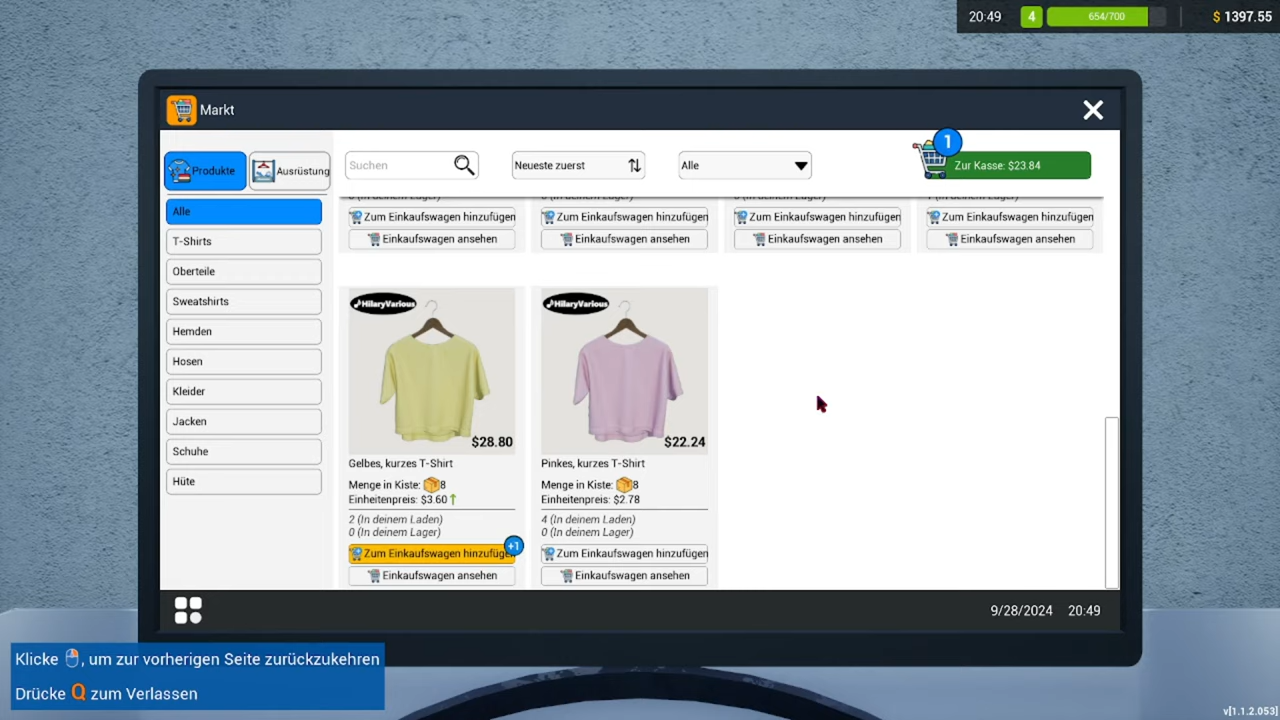 20:49 4 654/700 $ 1397.55
Markt
Produkte Ausrüstung
Suchen Neueste zuerst Alle 1 Zur Kasse: $23.84
Alle
T-Shirts
Oberteile
Sweatshirts
Hemden
Hosen
Kleider
Jacken
Schuhe
Hüte
Zum Einkaufswagen hinzufügen Zum Einkaufswagen hinzufügen Zum Einkaufswagen hinzufügen Zum Einkaufswagen hinzufügen
Einkaufswagen ansehen Einkaufswagen ansehen Einkaufswagen ansehen Einkaufswagen ansehen
HilaryVarious HilaryVarious
$28.80 $22.24
Gelbes, kurzes T-Shirt Pinkes, kurzes T-Shirt
Menge in Kiste: 8 Menge in Kiste: 8
Einheitenpreis: $3.60 Einheitenpreis: $2.78
2 (In deinem Laden) 4 (In deinem Laden)
0 (In deinem Lager) 0 (In deinem Lager)
+1
Zum Einkaufswagen hinzufügen Zum Einkaufswagen hinzufügen
Einkaufswagen ansehen Einkaufswagen ansehen
9/28/2024 20:49
Klicke , um zur vorherigen Seite zurückzukehren
Drücke Q zum Verlassen
v[1.1.2.053]